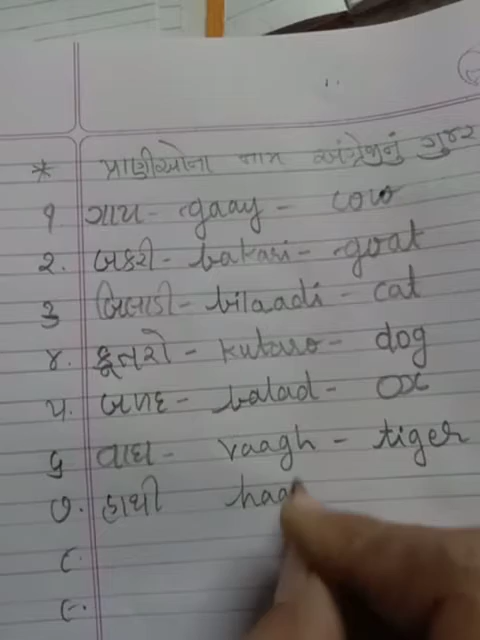 * પ્રાણીઓના નામ અંગ્રેજીનું ગુજર
૧ ગાય - gaay - cow
૨. બકરી - bakari - goat
૩ બિલાડી - bilaadi - cat
૪. કૂતરો - kutaro - dog
૫. બળદ - balad - ox
૬ વાઘ - vaagh - tiger
૭. હાથી haa
૮.
૯.